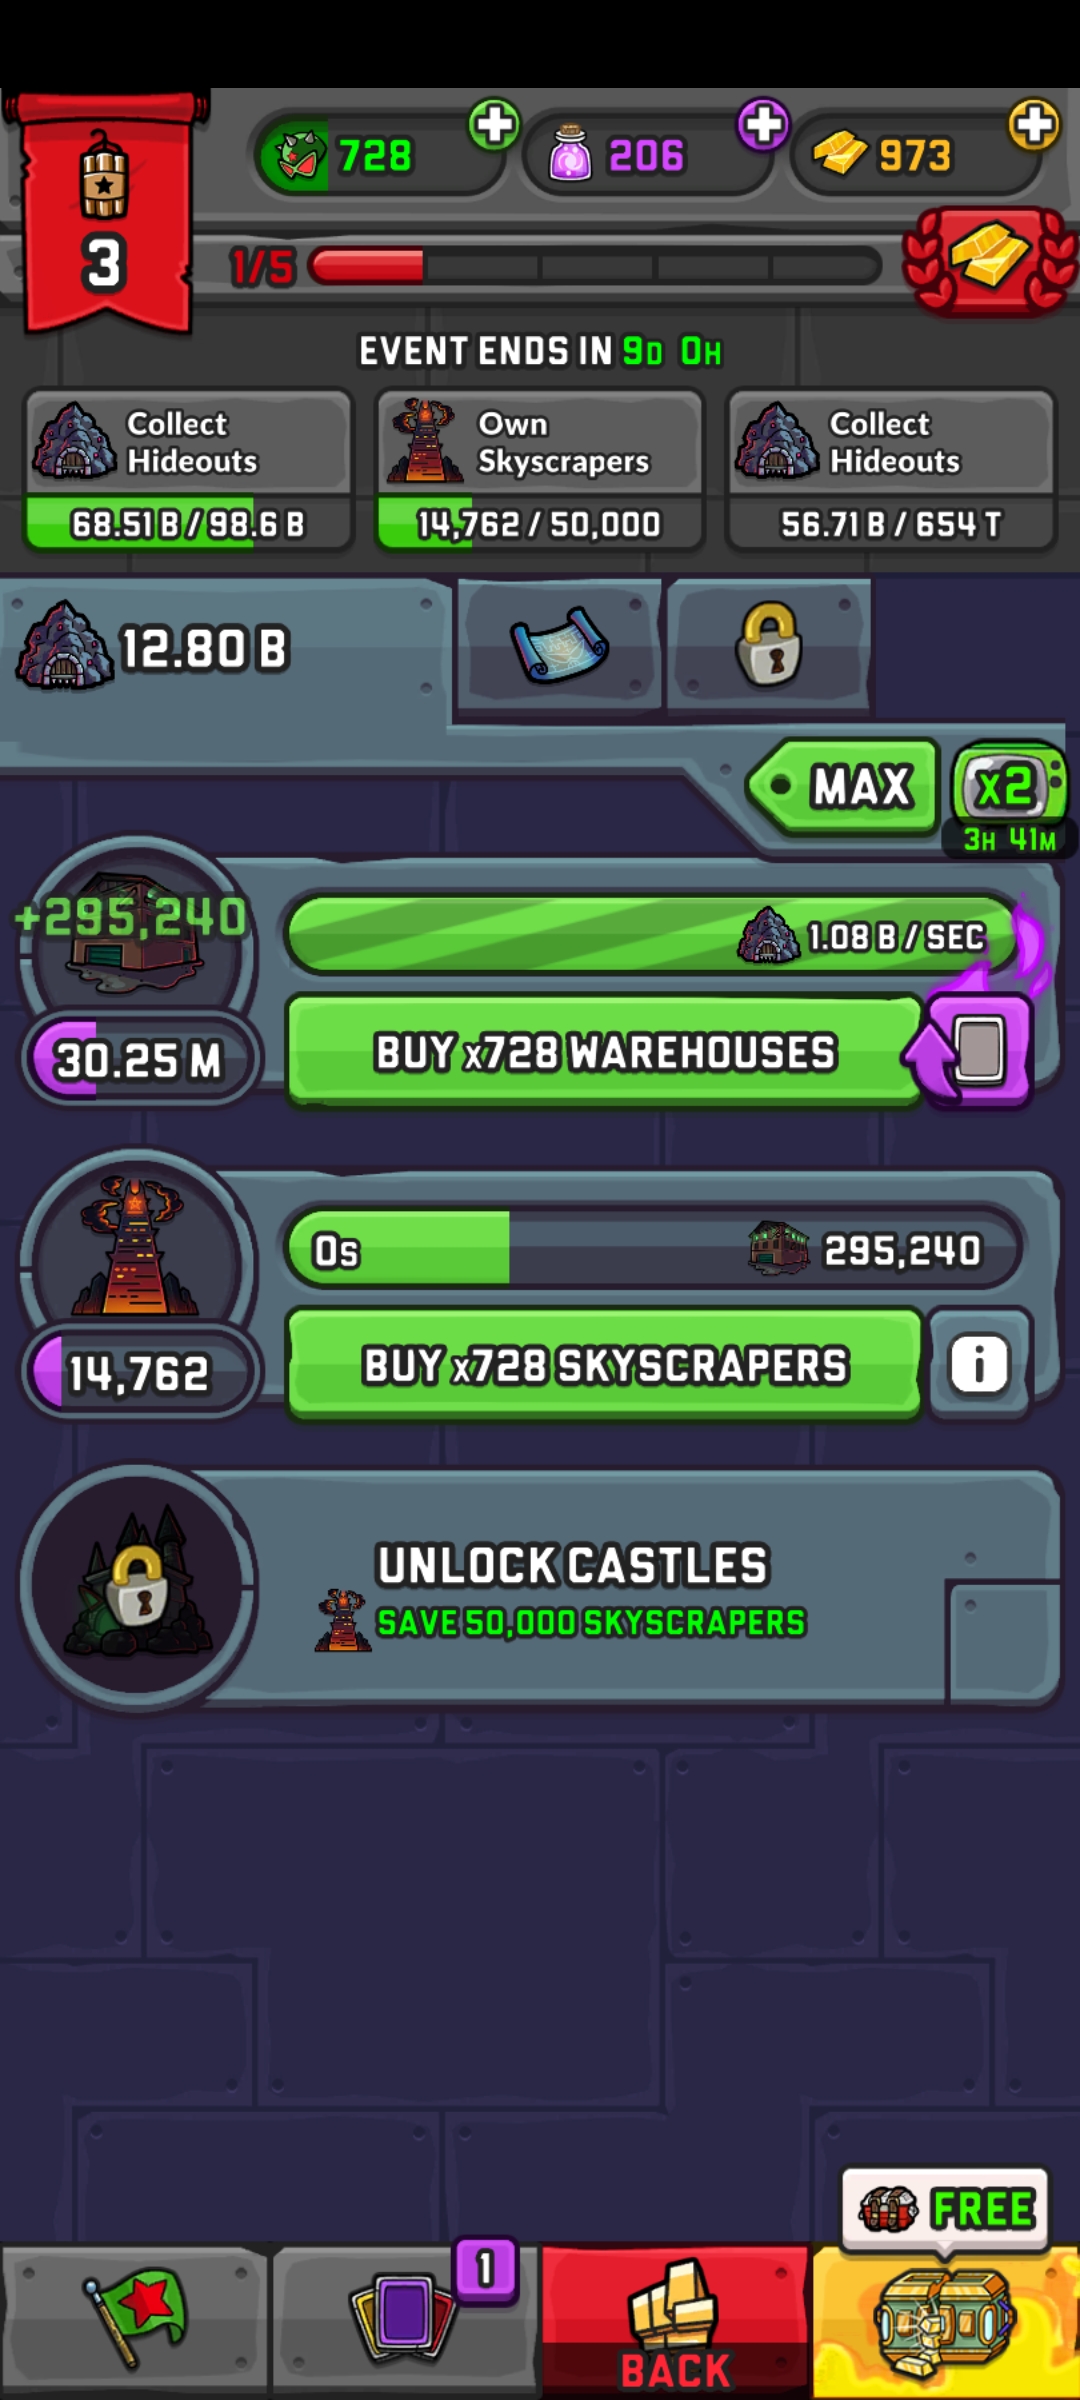 728
206
973
3
1/5
EVENT ENDS IN 9D 0H
Collect
Hideouts
68.51 B / 98.6 B
Own
Skyscrapers
14,762 / 50,000
Collect
Hideouts
56.71 B / 654 T
12.80 B
MAX
x2
3H 41M
+295,240
1.08 B / SEC
30.25 M
BUY x728 WAREHOUSES
0s
295,240
14,762
BUY x728 SKYSCRAPERS
i
UNLOCK CASTLES
SAVE 50,000 SKYSCRAPERS
FREE
1
BACK